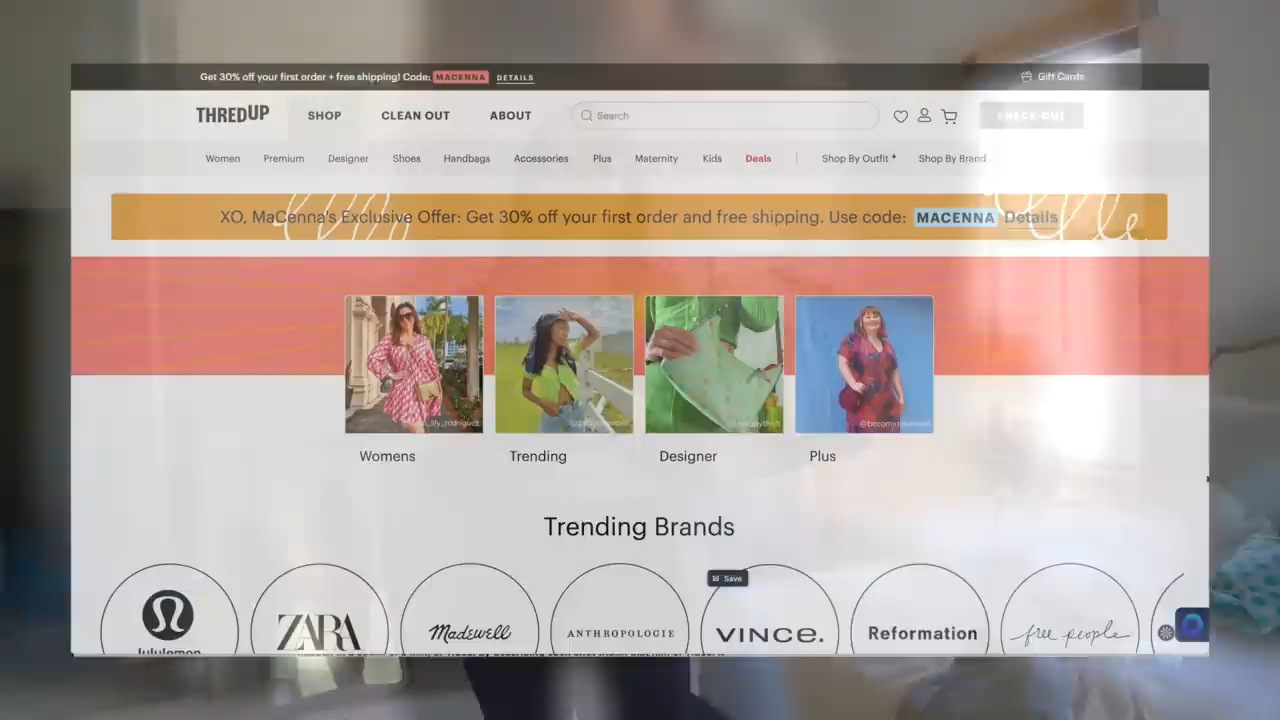 Get 30% off your first order + free shipping! Code: MACENNA DETAILS
Gift Cards
THREDUP SHOP CLEAN OUT ABOUT Search CHECK OUT
Women Premium Designer Shoes Handbags Accessories Plus Maternity Kids Deals Shop By Outfit Shop By Brand
XO, MaCenna's Exclusive Offer: Get 30% off your first order and free shipping. Use code: MACENNA Details
Womens Trending Designer Plus
Trending Brands
Save
lululemon ZARA Madewell ANTHROPOLOGIE VINCE. Reformation free people